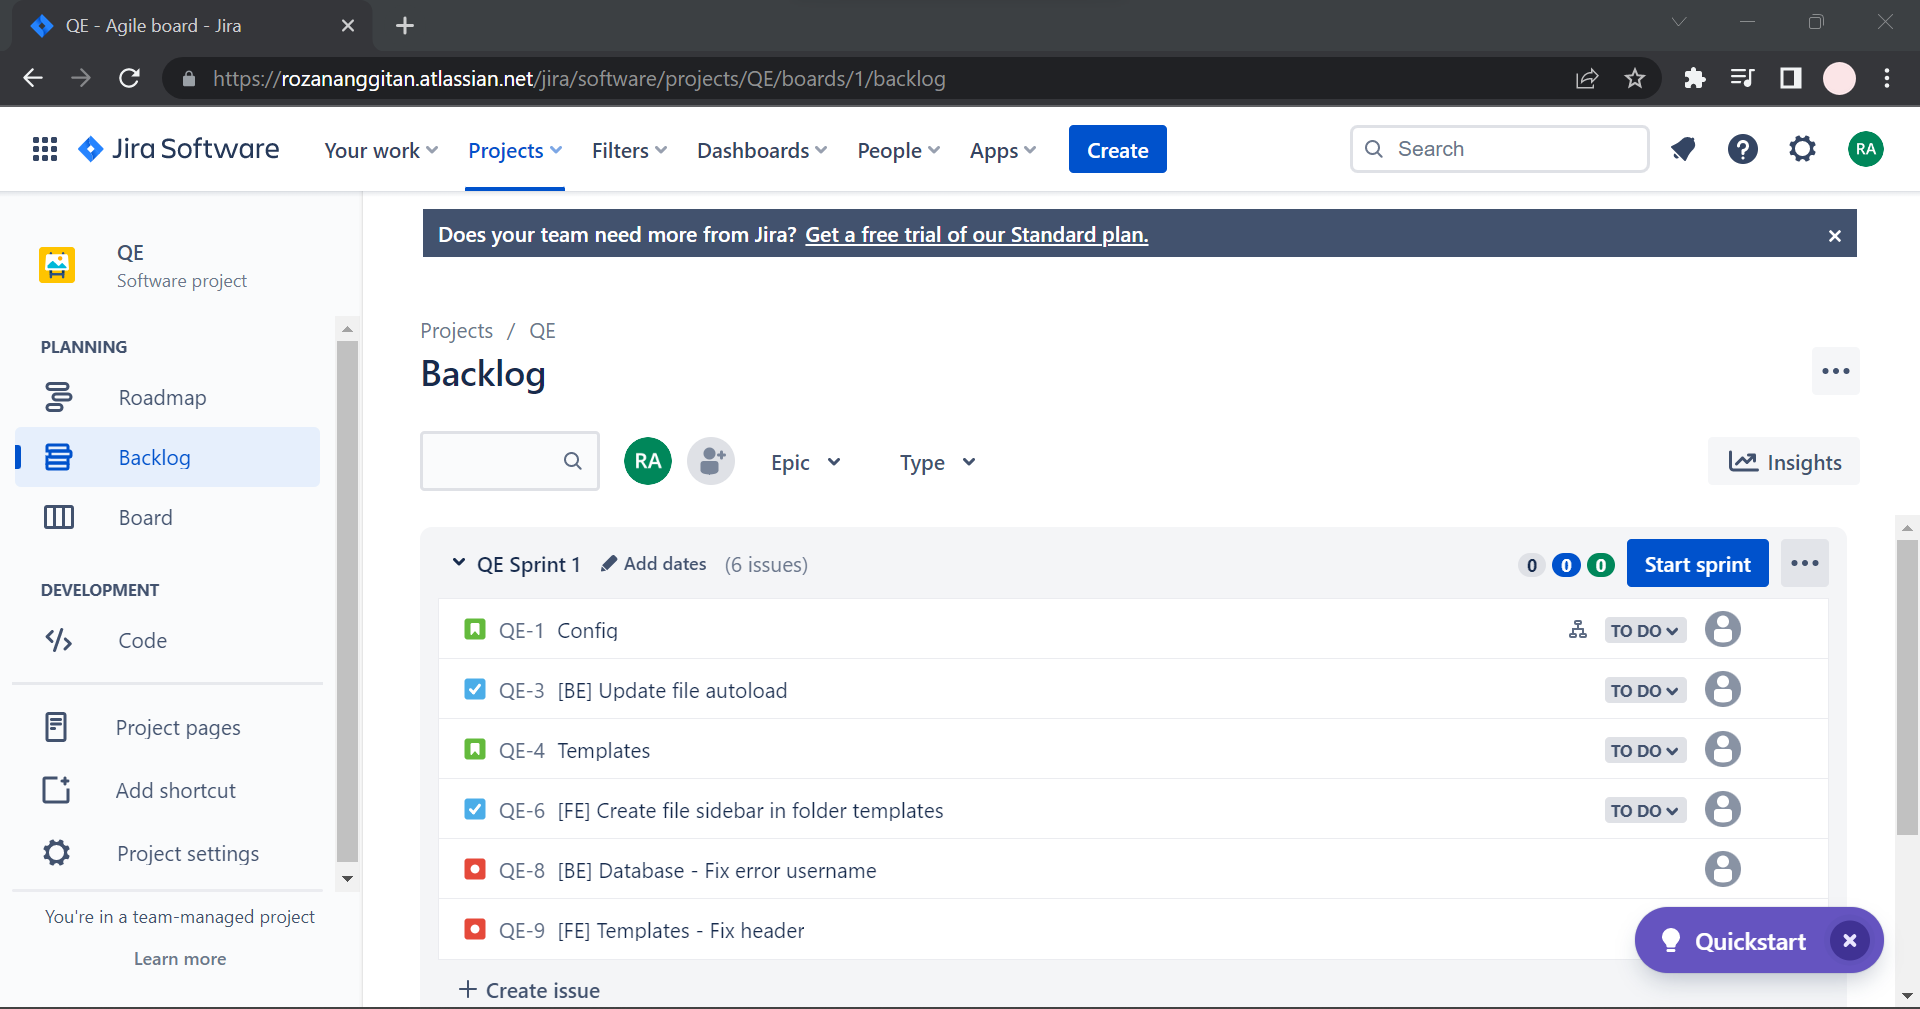 QE - Agile board - Jira
https://rozananggitan.atlassian.net/jira/software/projects/QE/boards/1/backlog
Jira Software Your work Projects Filters Dashboards People Apps Create Search RA
Does your team need more from Jira? Get a free trial of our Standard plan.
QE
Software project
PLANNING
Roadmap
Backlog
Board
DEVELOPMENT
Code
Project pages
Add shortcut
Project settings
You're in a team-managed project
Learn more
Projects / QE
Backlog
RA Epic Type Insights
QE Sprint 1 Add dates (6 issues) 0 0 0 Start sprint
QE-1 Confiq TO DO
QE-3 [BE] Update file autoload TO DO
QE-4 Templates TO DO
QE-6 [FE] Create file sidebar in folder templates TO DO
QE-8 [BE] Database - Fix error username
QE-9 [FE] Templates - Fix header
Quickstart
+ Create issue